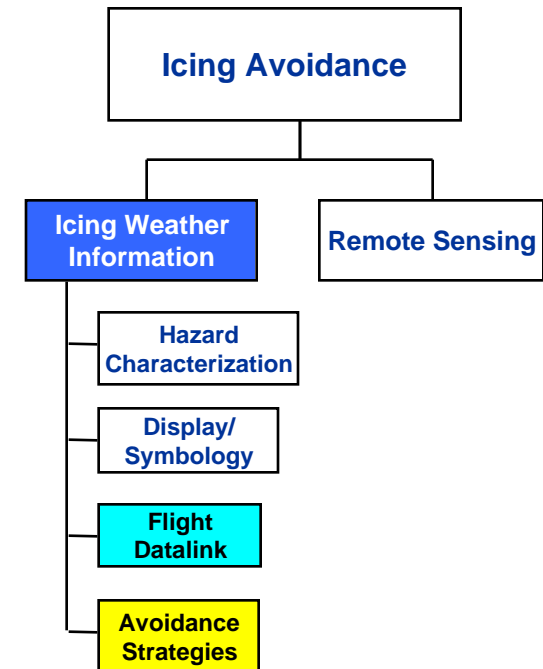 Icing Avoidance
Icing Weather
Information
Remote Sensing
Hazard
Characterization
Display/
Symbology
Flight
Datalink
Avoidance
Strategies